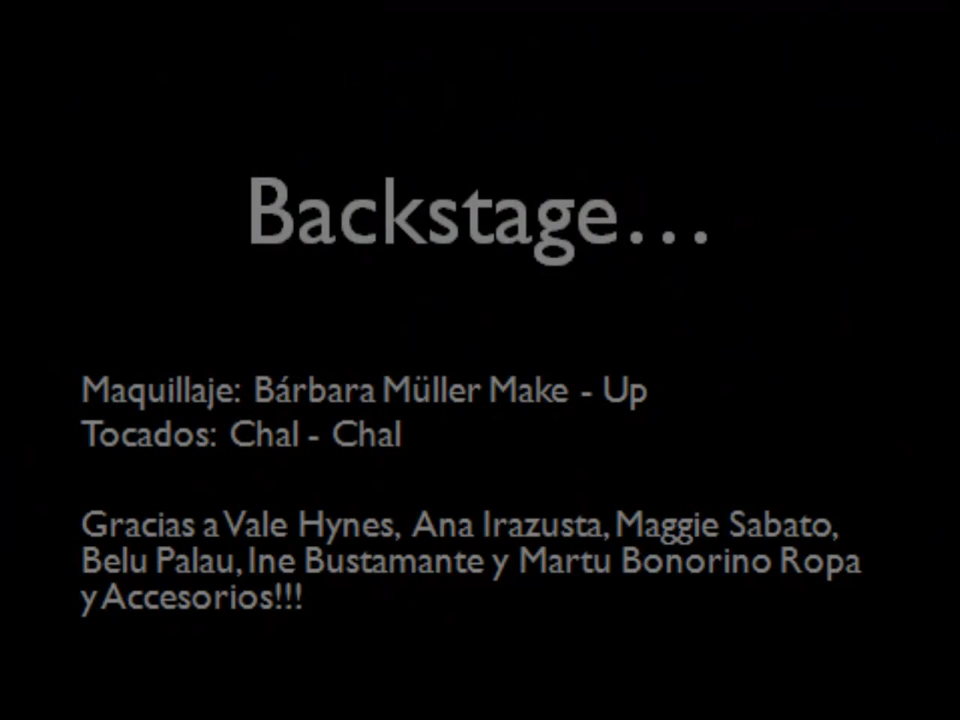 Backstage...
Maquillaje: Bárbara Müller Make - Up
Tocados: Chal - Chal
Gracias a Vale Hynes, Ana Irazusta, Maggie Sabato,
Belu Palau, Ine Bustamante y Martu Bonorino Ropa
y Accesorios!!!